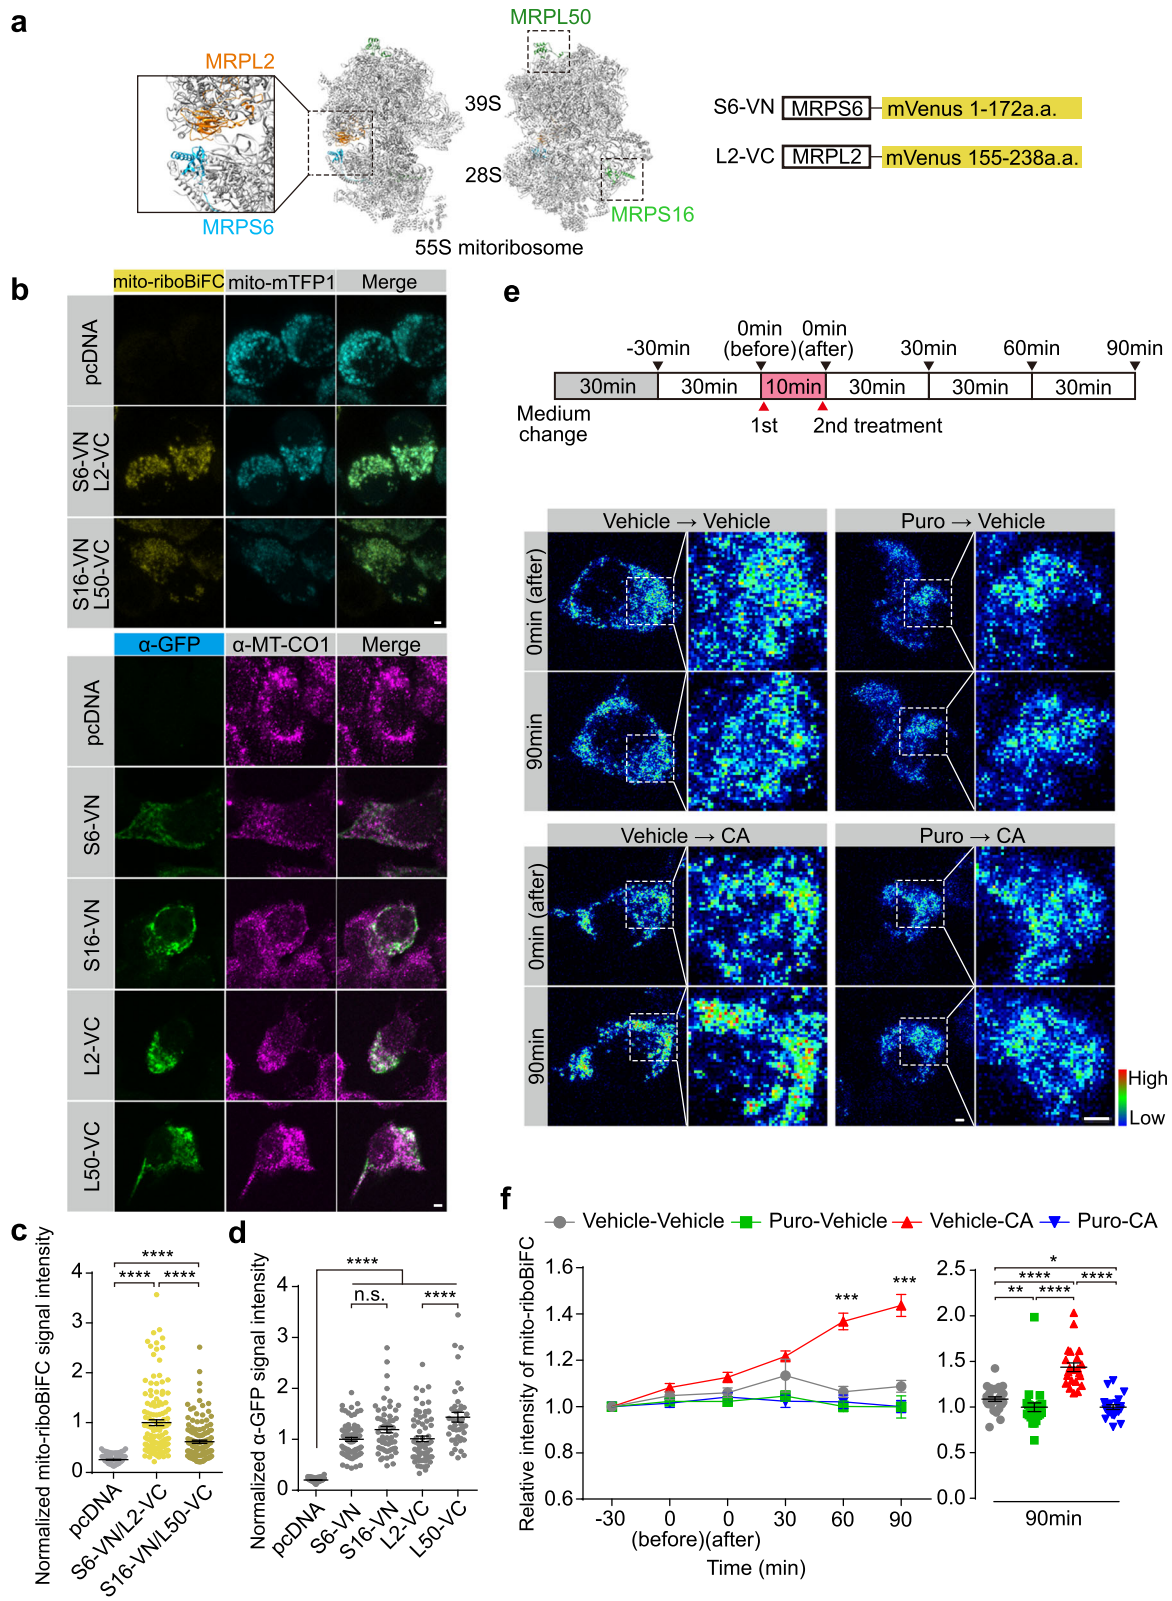 a
MRPL50
MRPL2
39S
28S
MRPS6
MRPS16
55S mitoribosome
S6-VN MRPS6 mVenus 1-172a.a.
L2-VC MRPL2 mVenus 155-238a.a.
b
mito-riboBiFC mito-mTFP1 Merge
pcDNA
S6-VN
L2-VC
S16-VN
L50-VC
α-GFP α-MT-CO1 Merge
pcDNA
S6-VN
S16-VN
L2-VC
L50-VC
c
Normalized mito-riboBiFC signal intensity
****
**** ****
4
3
2
1
0
pcDNA
S6-VN/L2-VC
S16-VN/L50-VC
d
Normalized α-GFP signal intensity
****
n.s. ****
4
3
2
1
0
pcDNA
S6-VN
S16-VN
L2-VC
L50-VC
e
0min 0min
(before) (after)
-30min 30min 60min 90min
30min 30min 10min 30min 30min 30min
Medium
change
1st 2nd treatment
Vehicle → Vehicle Puro → Vehicle
0min (after)
90min
Vehicle → CA Puro → CA
0min (after)
90min
High
Low
f
Vehicle-Vehicle Puro-Vehicle Vehicle-CA Puro-CA
Relative intensity of mito-riboBiFC
1.6
1.4
1.2
1.0
0.8
0.6
*** ***
-30 0 0 30 60 90
(before)(after)
Time (min)
2.5
2.0
1.5
1.0
0.5
0.0
*
**** ****
** ****
90min